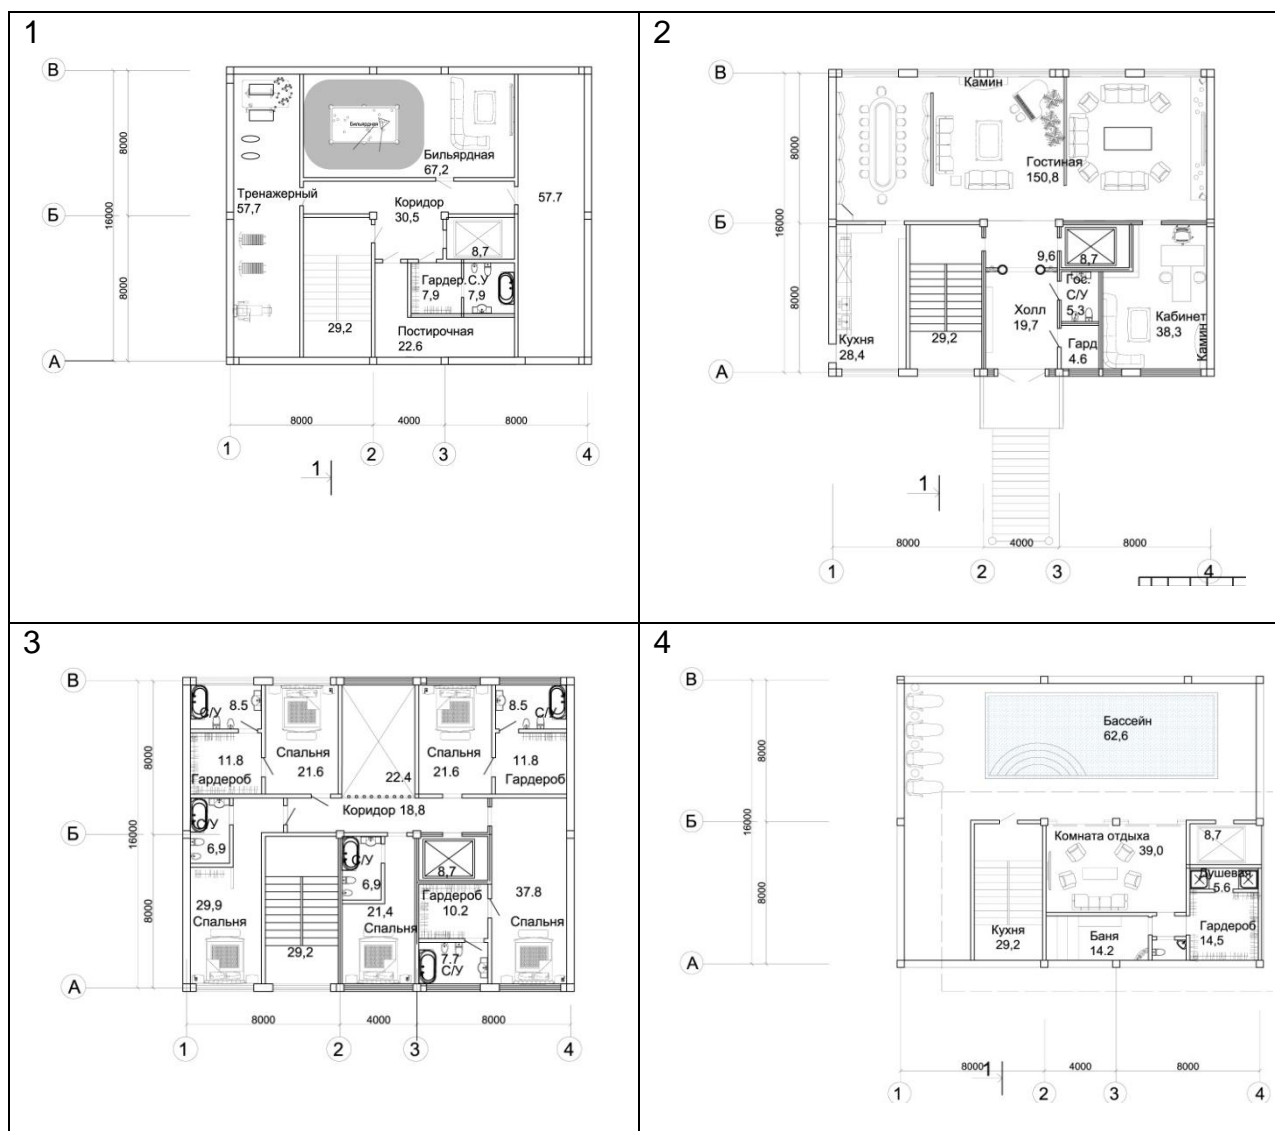 1
В
8000
16000
Б
8000
А
Бильярдная
Бильярдная
67,2
Тренажерный
57,7
Коридор
30,5
57.7
8,7
Гардер.
7,9
С.У
7,9
29,2
Постирочная
22.6
8000
4000
8000
1
2
3
4
1
2
В
8000
16000
Б
8000
А
Камин
Гостиная
150,8
9,6
8,7
Гос.
С/У
5,3
Холл
19,7
Кабинет
38,3
Камин
Кухня
28,4
29,2
Гард
4.6
1
8000
4000
8000
1
2
3
4
3
В
8000
16000
Б
8000
А
С/У
8.5
8.5
С/У
Спальня
21.6
11.8
Гардероб
22.4
Спальня
21.6
11.8
Гардероб
Коридор 18,8
С/У
6,9
С/У
6,9
8,7
Гардероб
10.2
37.8
Спальня
29,9
Спальня
21,4
Спальня
29,2
7.7
С/У
8000
4000
8000
1
2
3
4
4
В
8000
16000
Б
8000
А
Бассейн
62,6
Комната отдыха
39,0
8,7
Душевая
5.6
Кухня
29,2
Баня
14.2
Гардероб
14,5
8000
1
4000
8000
1
2
3
4